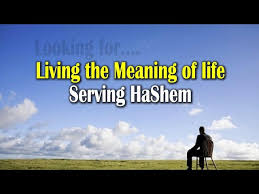 Looking for....
Living the Meaning of life
Serving HaShem